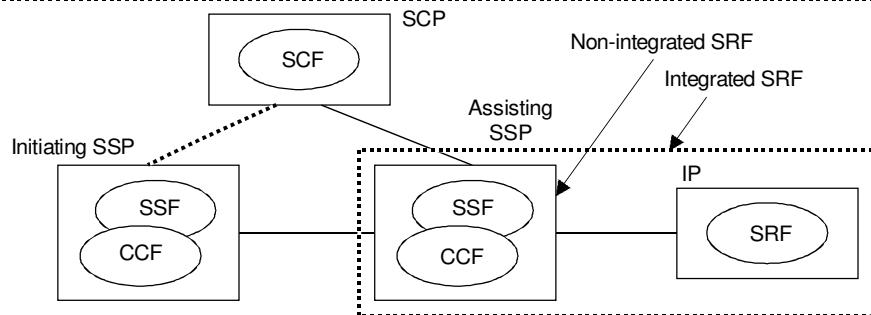 SCP
SCF
Non-integrated SRF
Integrated SRF
Assisting
SSP
Initiating SSP
IP
SSF
CCF
SSF
CCF
SRF